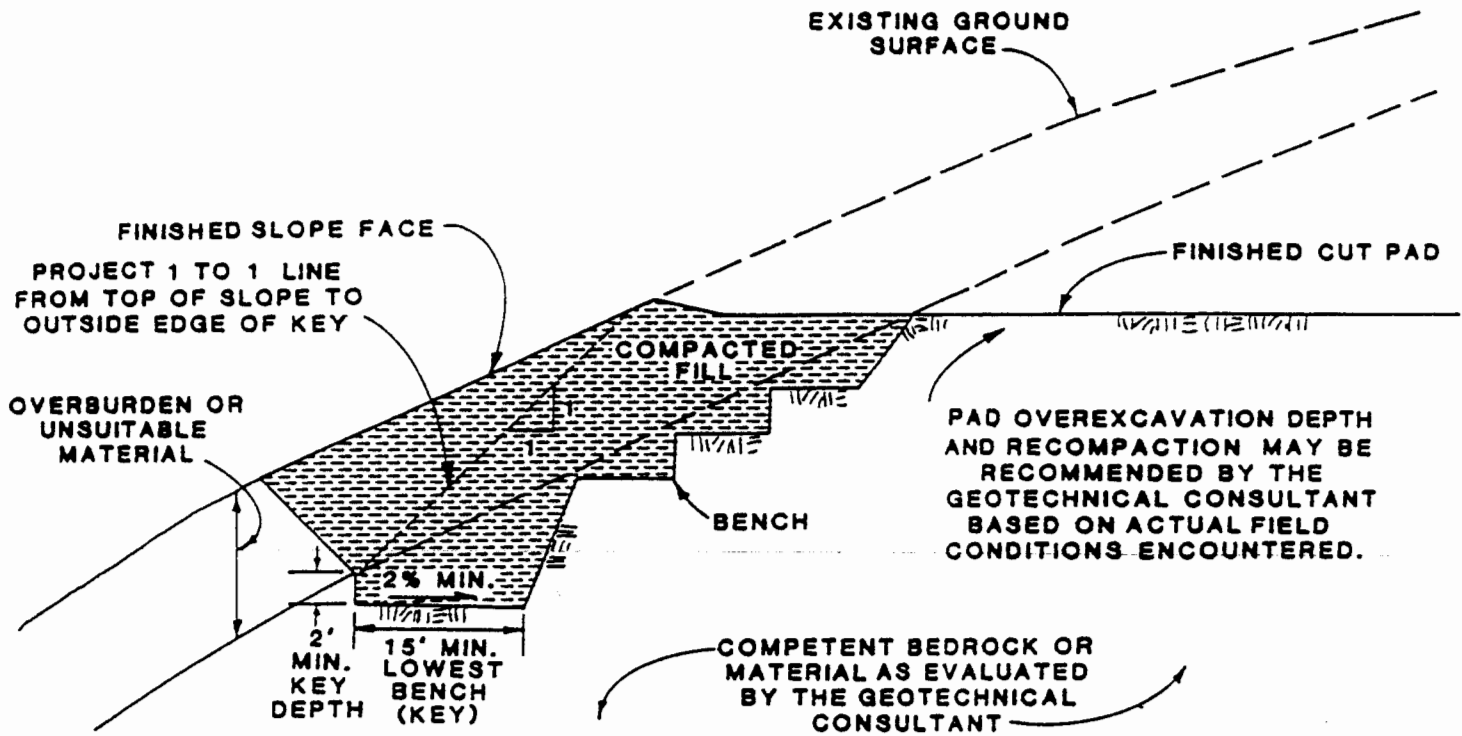 EXISTING GROUND
SURFACE
FINISHED SLOPE FACE
PROJECT 1 TO 1 LINE
FROM TOP OF SLOPE TO
OUTSIDE EDGE OF KEY
FINISHED CUT PAD
COMPACTED
FILL
1
1
OVERBURDEN OR
UNSUITABLE
MATERIAL
PAD OVEREXCAVATION DEPTH
AND RECOMPACTION MAY BE
RECOMMENDED BY THE
GEOTECHNICAL CONSULTANT
BASED ON ACTUAL FIELD
CONDITIONS ENCOUNTERED.
BENCH
2% MIN.
2'
MIN.
KEY
DEPTH
15' MIN.
LOWEST
BENCH
(KEY)
COMPETENT BEDROCK OR
MATERIAL AS EVALUATED
BY THE GEOTECHNICAL
CONSULTANT